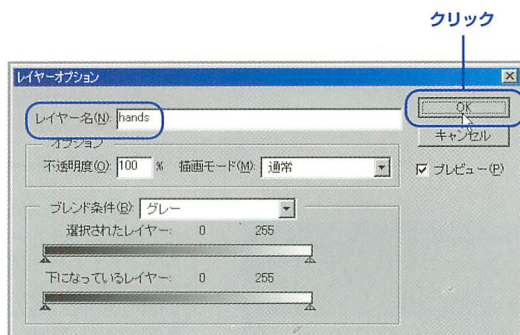 クリック
レイヤーオプション
レイヤー名(N): hands
OK
キャンセル
オプション
不透明度(O): 100 % 描画モード(M): 通常
プレビュー(P)
ブレンド条件(B): グレー
選択されたレイヤー: 0 255
下になっているレイヤー: 0 255